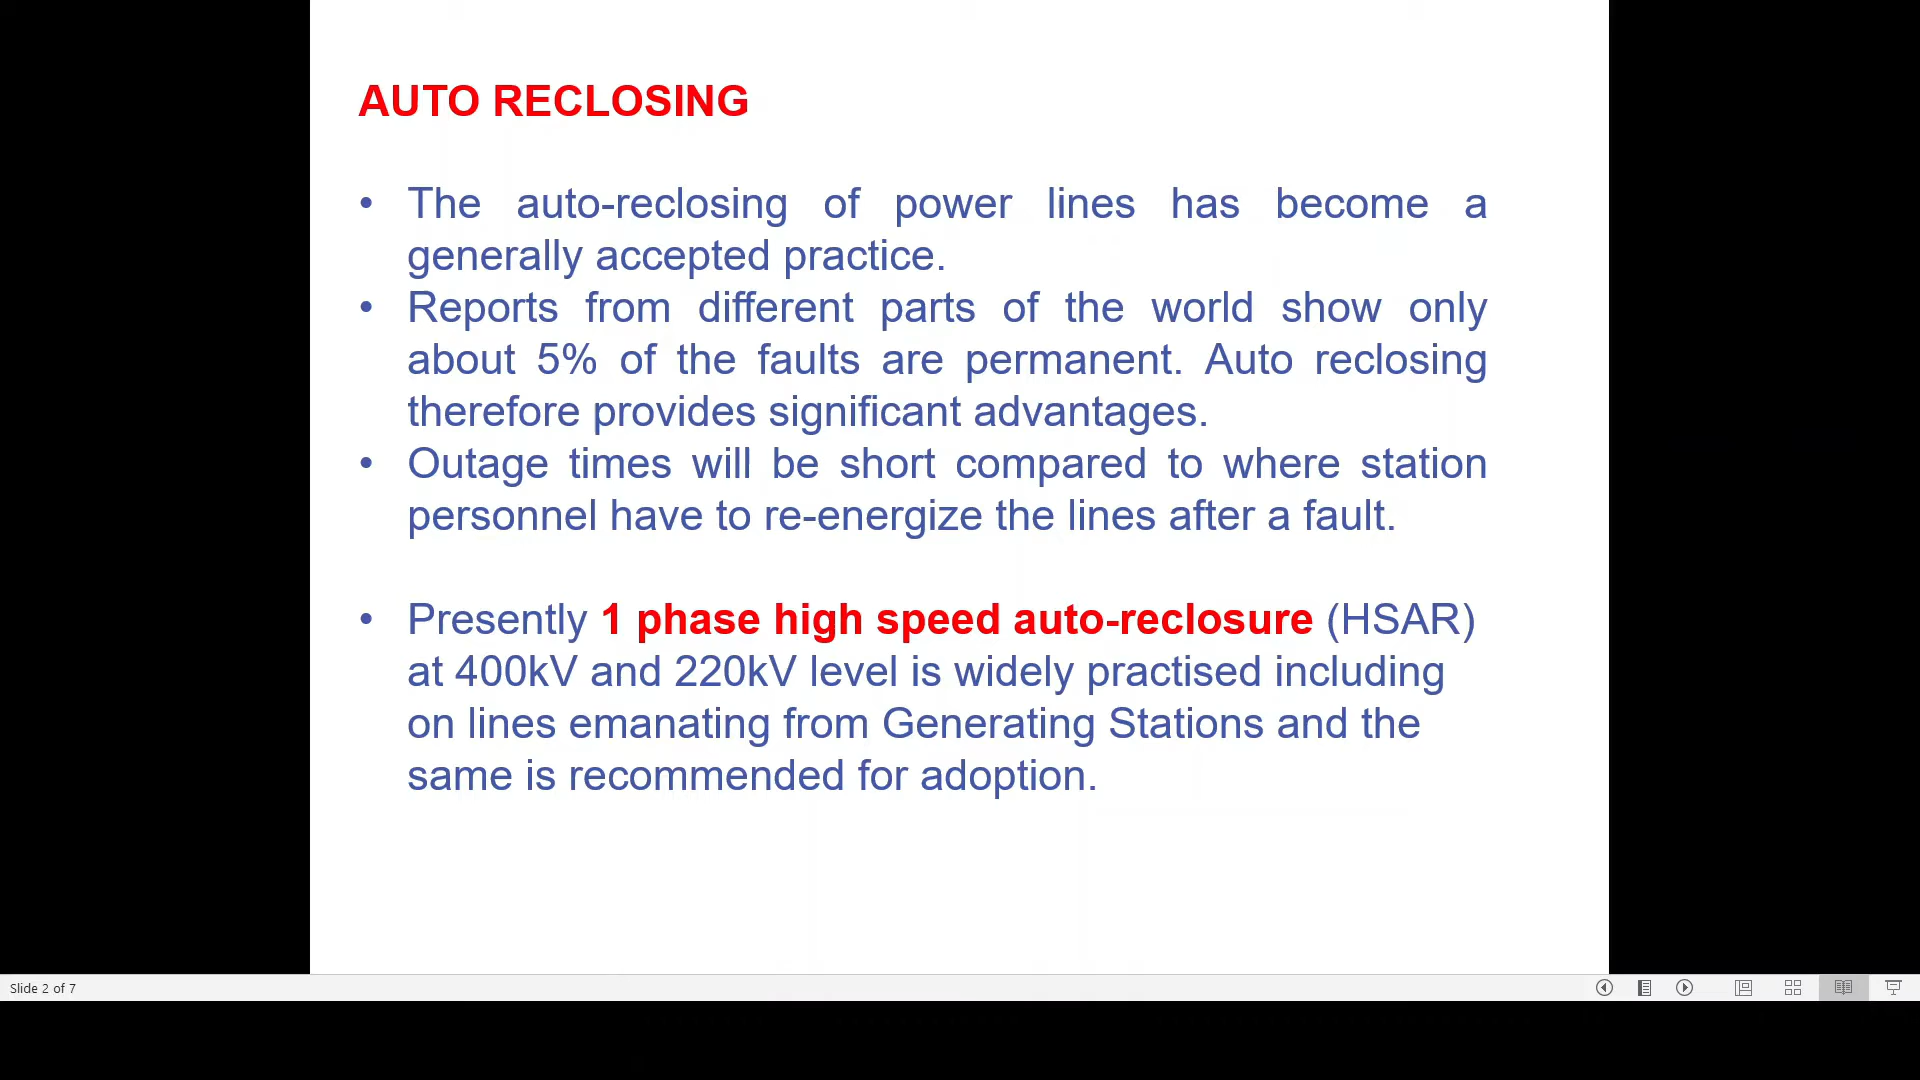 AUTO RECLOSING
• The auto-reclosing of power lines has become a
generally accepted practice.
• Reports from different parts of the world show only
about 5% of the faults are permanent. Auto reclosing
therefore provides significant advantages.
• Outage times will be short compared to where station
personnel have to re-energize the lines after a fault.
• Presently 1 phase high speed auto-reclosure (HSAR)
at 400kV and 220kV level is widely practised including
on lines emanating from Generating Stations and the
same is recommended for adoption.
Slide 2 of 7